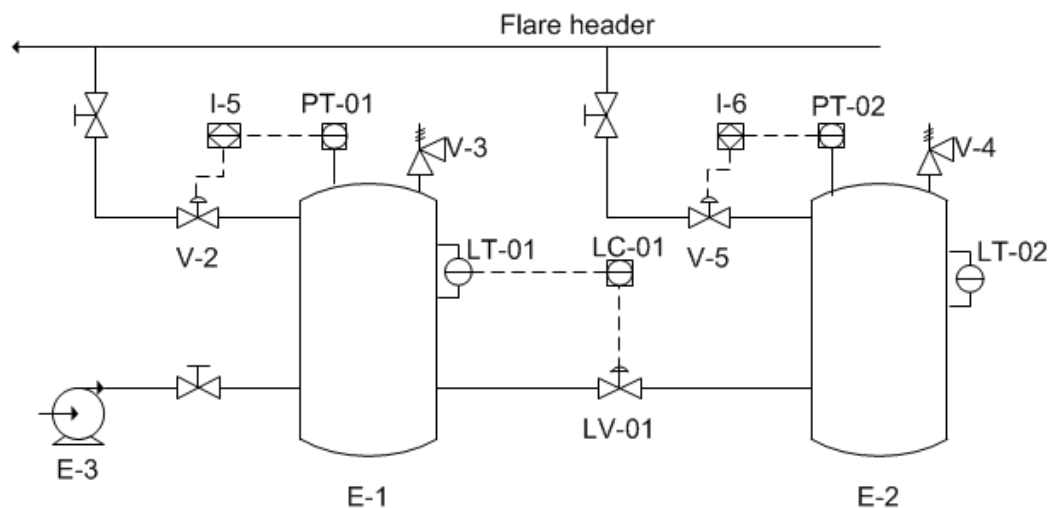 Flare header
I-5
PT-01
I-6
PT-02
V-3
V-4
V-2
LT-01
LC-01
V-5
LT-02
LV-01
E-3
E-1
E-2